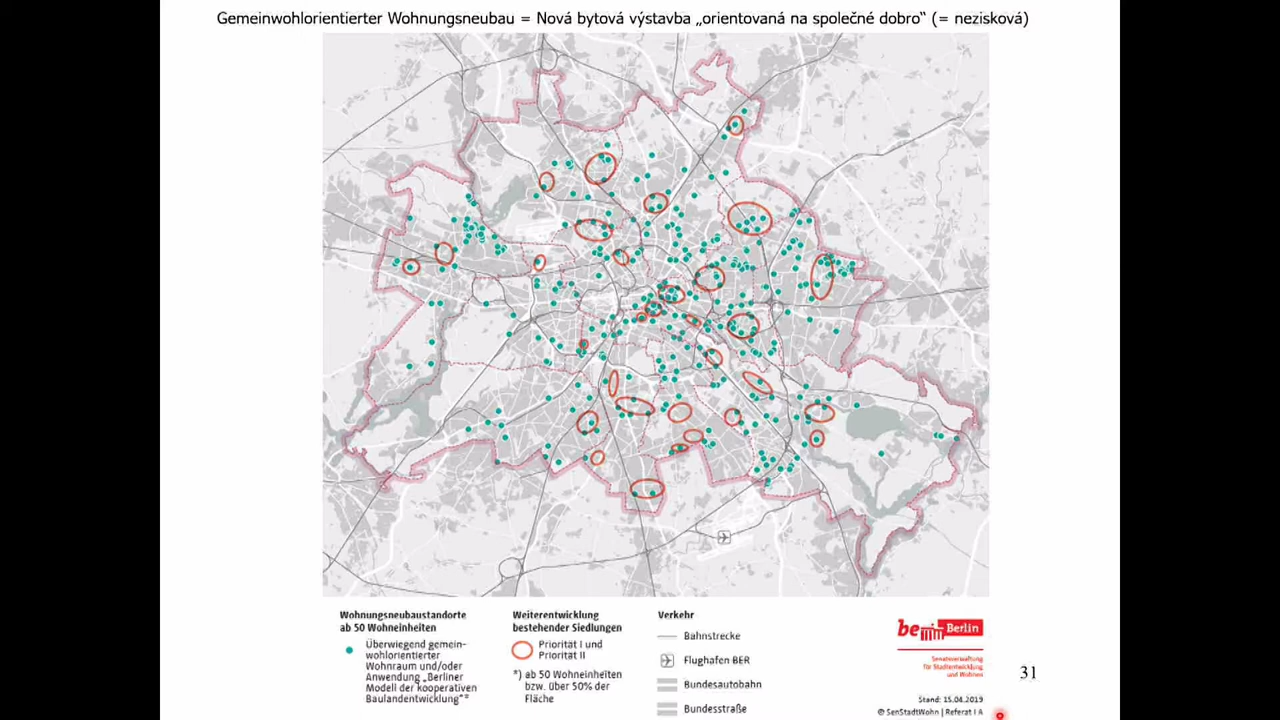 Gemeinwohlorientierter Wohnungsneubau = Nová bytová výstavba „orientovaná na společné dobro“ (= nezisková)
Wohnungsneubaustandorte
ab 50 Wohneinheiten
Überwiegend gemein-
wohlorientierter
Wohnraum und/oder
Anwendung „Berliner
Modell der kooperativen
Baulandentwicklung“*
Weiterentwicklung
bestehender Siedlungen
Priorität I und
Priorität II
*) ab 50 Wohneinheiten
bzw. über 50% der
Fläche
Verkehr
Bahnstrecke
Flughafen BER
Bundesautobahn
Bundesstraße
be Berlin
Senatsverwaltung
für Stadtentwicklung
und Wohnen
31
Stand: 15.04.2019
© SenStadtWohn | Referat I A